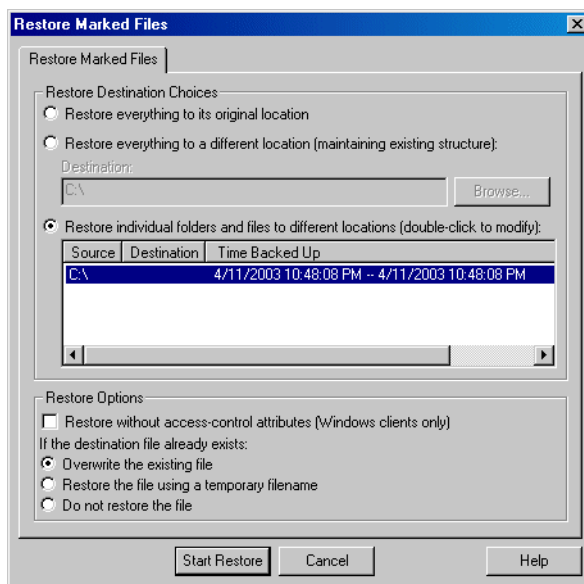 Restore Marked Files
Restore Marked Files
Restore Destination Choices
Restore everything to its original location
Restore everything to a different location (maintaining existing structure):
Destination:
C:\
Browse...
Restore individual folders and files to different locations (double-click to modify):
Source Destination Time Backed Up
C:\ 4/11/2003 10:48:08 PM -- 4/11/2003 10:48:08 PM
Restore Options
Restore without access-control attributes (Windows clients only)
If the destination file already exists:
Overwrite the existing file
Restore the file using a temporary filename
Do not restore the file
Start Restore Cancel Help